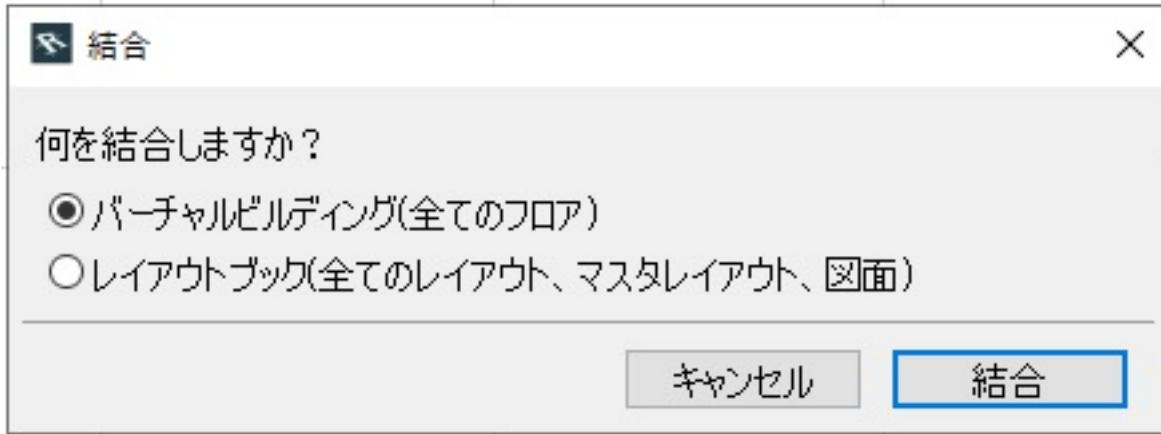 結合
何を結合しますか？
バーチャルビルディング(全てのフロア)
レイアウトブック(全てのレイアウト、マスタレイアウト、図面)
キャンセル 結合